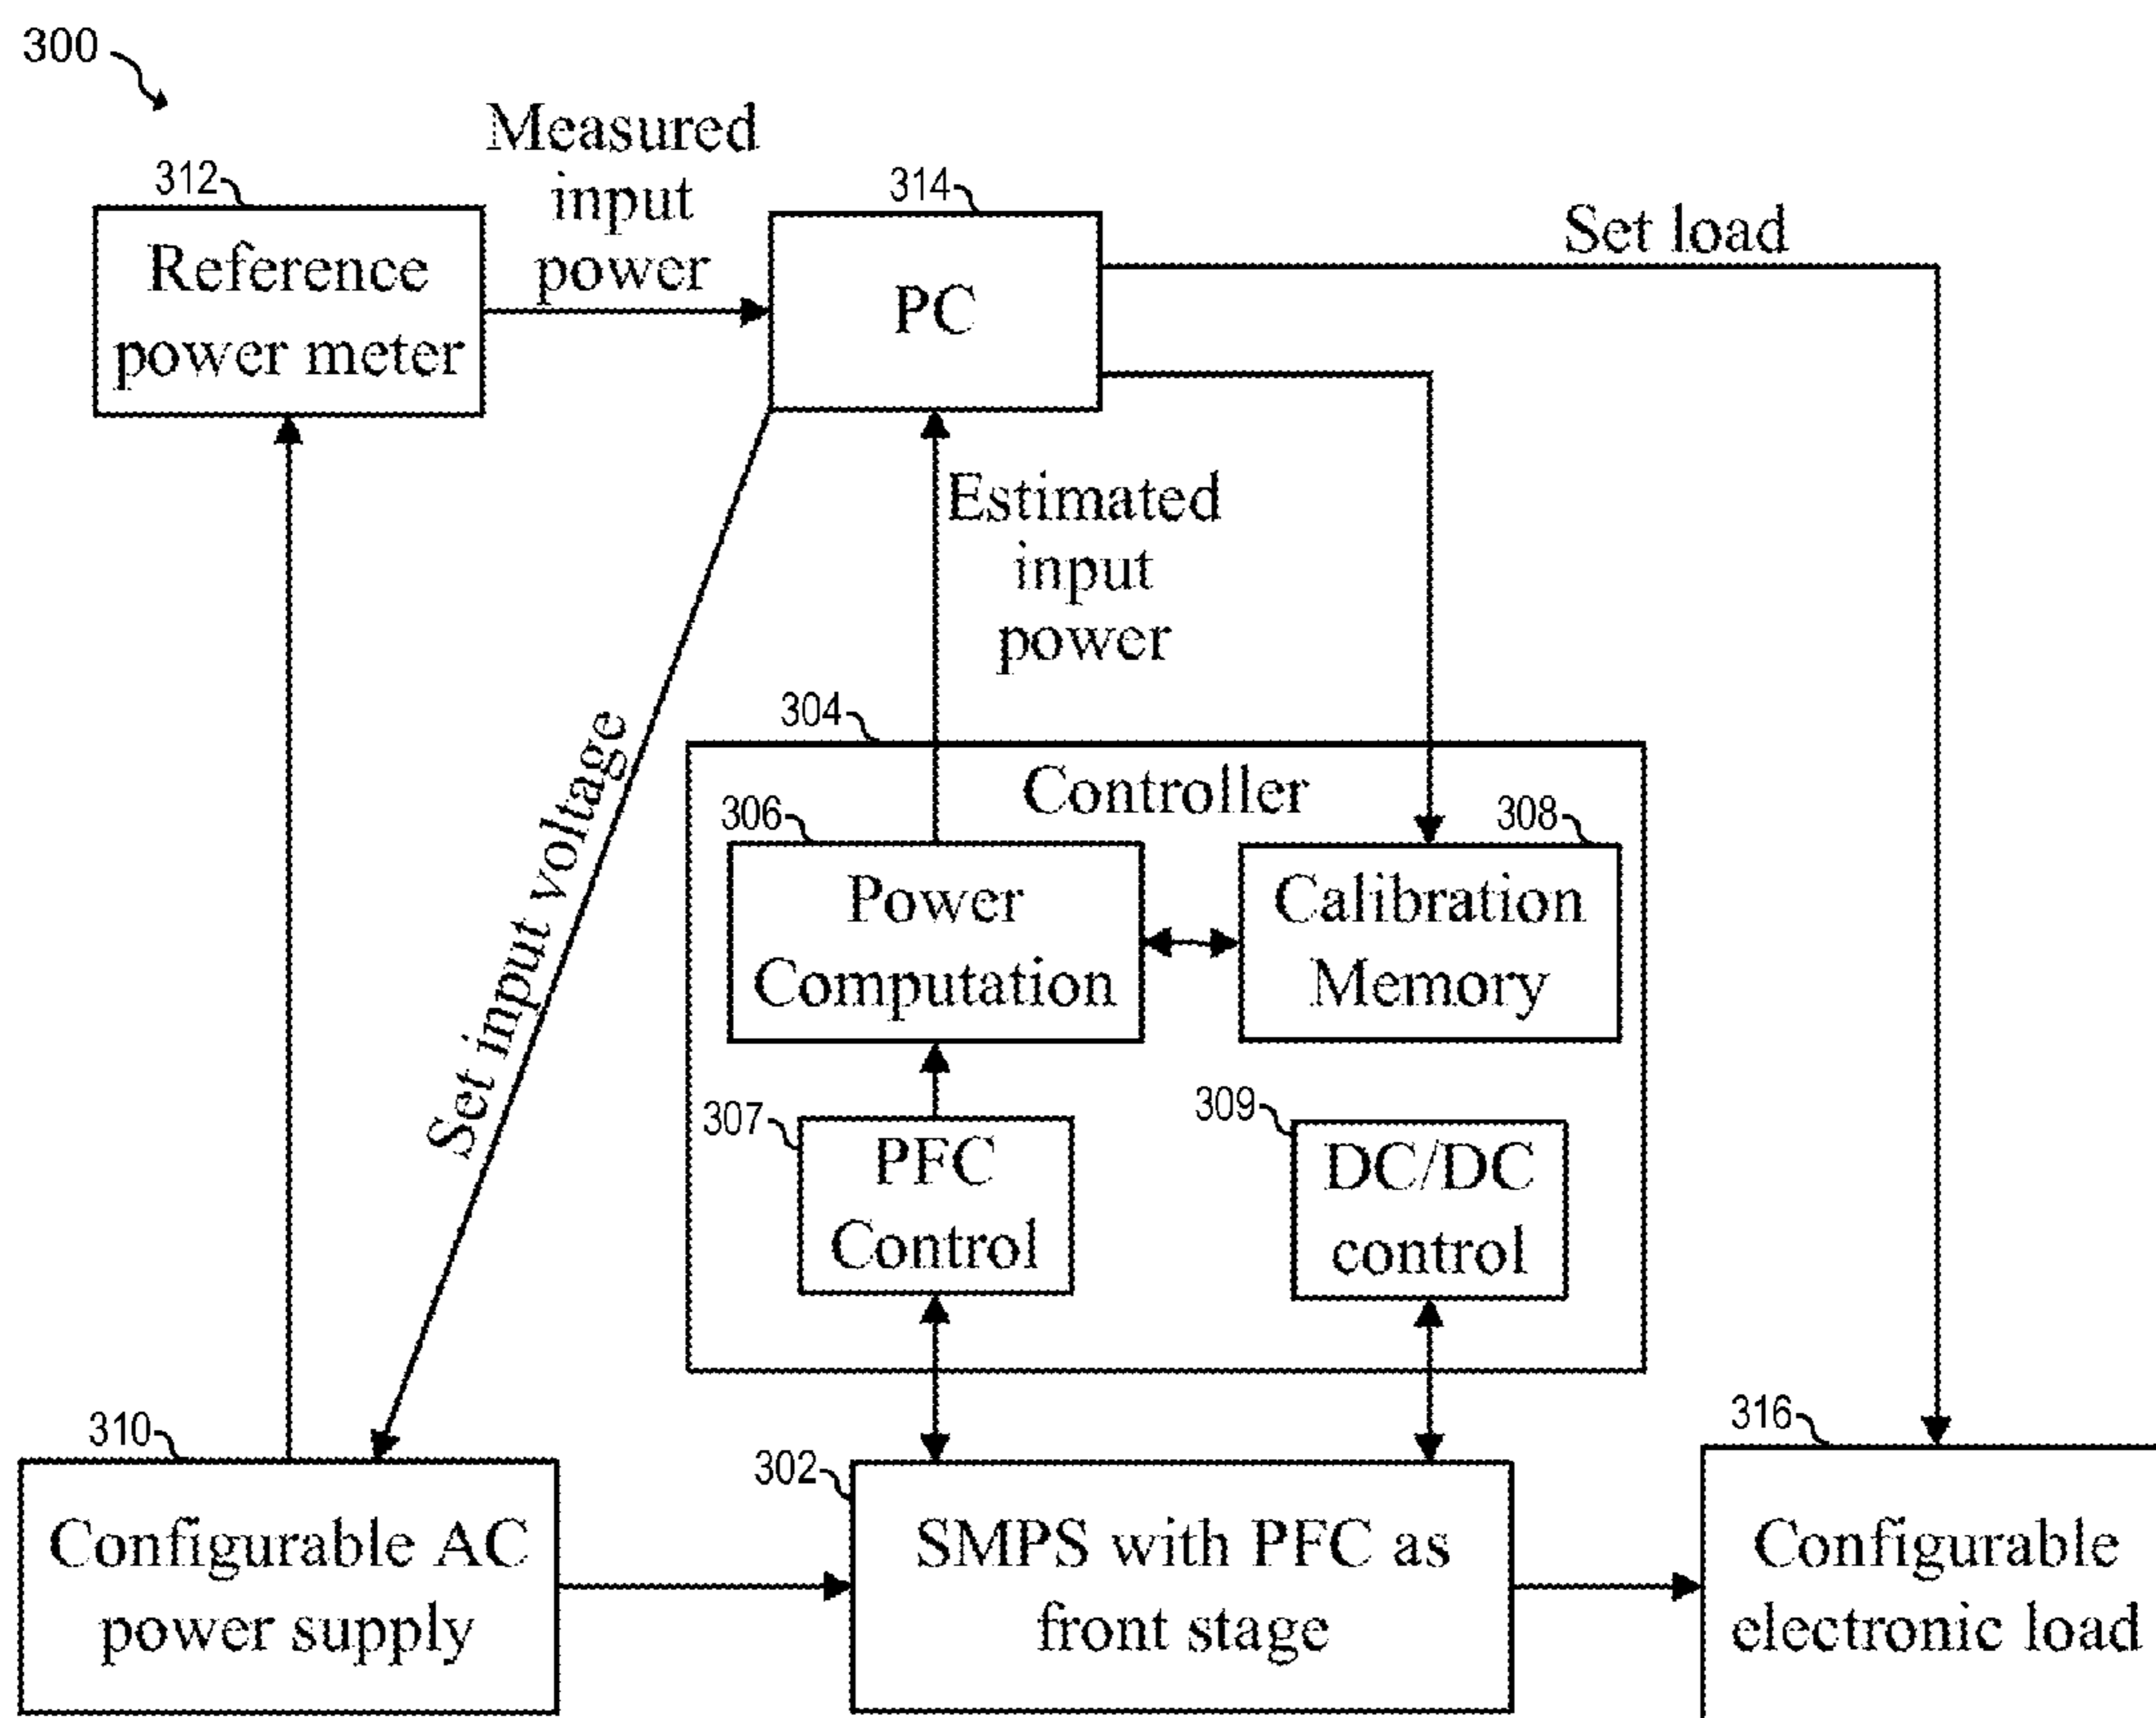 300
Measured
input
power
312
Reference
power meter
314
PC
Set load
Estimated
input
power
Set input voltage
304
Controller
306
Power
Computation
308
Calibration
Memory
307
PFC
Control
309
DC/DC
control
310
Configurable AC
power supply
302
SMPS with PFC as
front stage
316
Configurable
electronic load